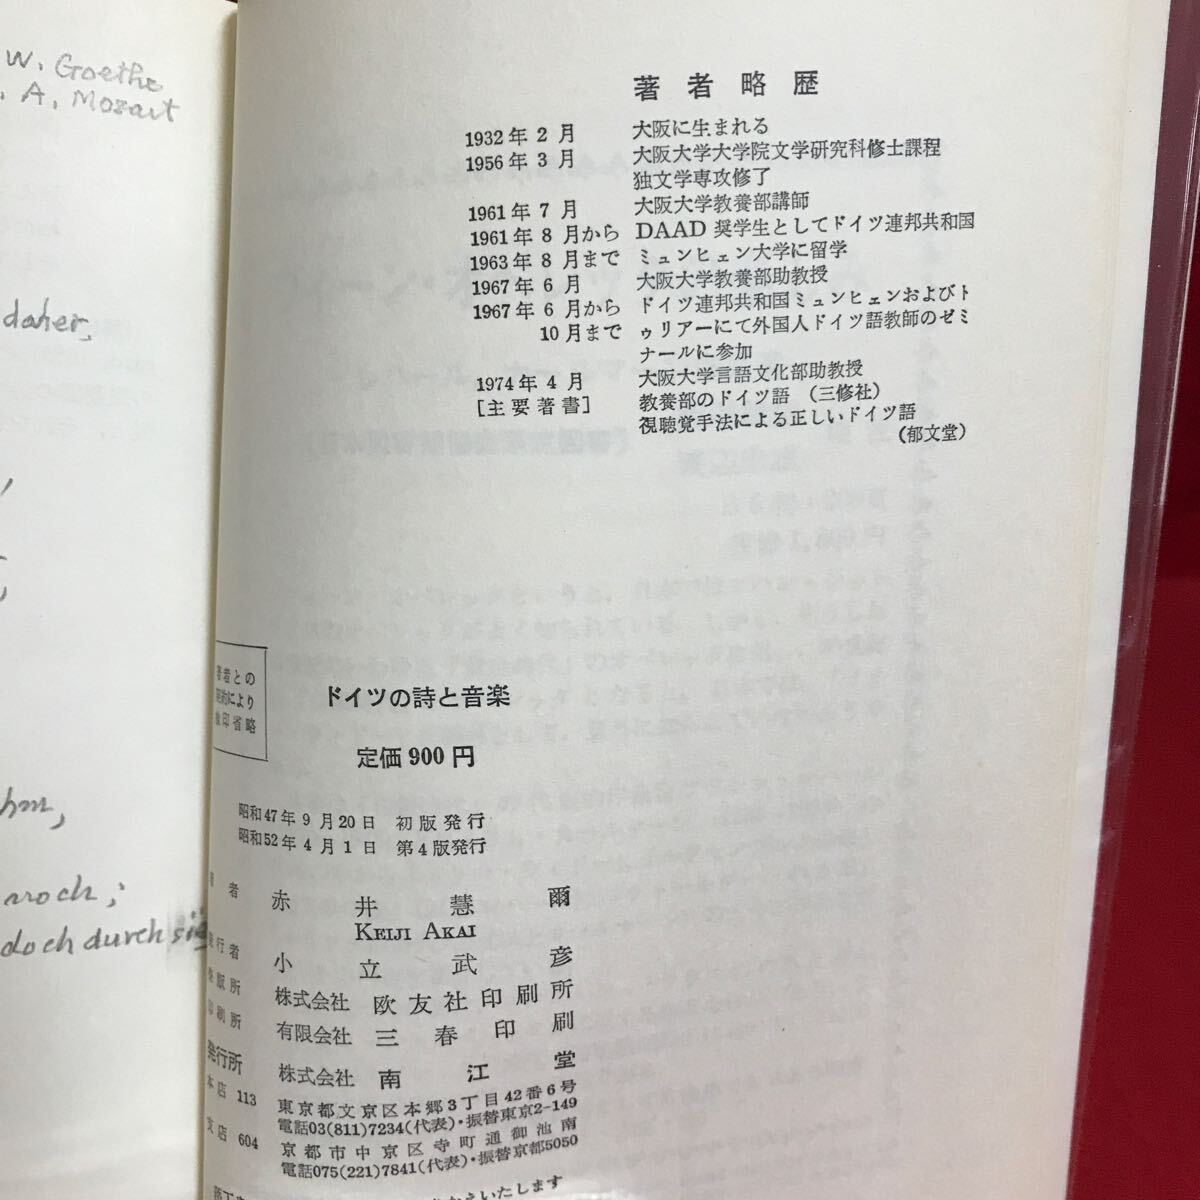 W. Goethe
A. Mozart
daher,
noch;
doch durch
著者略歴
1932年2月 大阪に生まれる
1956年3月 大阪大学大学院文学研究科修士課程
独文学専攻修了
1961年7月 大阪大学教養部講師
1961年8月から DAAD 奨学生としてドイツ連邦共和国
1963年8月まで ミュンヒェン大学に留学
1967年6月 大阪大学教養部助教授
1967年6月から ドイツ連邦共和国ミュンヒェンおよびト
10月まで ゥリアーにて外国人ドイツ語教師のゼミ
ナールに参加
1974年4月 大阪大学言語文化部助教授
[主要著書] 教養部のドイツ語 (三修社)
視聴覚手法による正しいドイツ語
(郁文堂)
著者との
契約により
検印省略
ドイツの詩と音楽
定価900円
昭和47年9月20日 初版発行
昭和52年4月1日 第4版発行
著者 赤井慧爾
KEIJI AKAI
発行者 小立武彦
整版所 株式会社 欧友社印刷所
印刷所 有限会社 三春印刷
発行所 株式会社 南江堂
本店 113 東京都文京区本郷3丁目42番6号
電話03(811)7234(代表)・振替東京2-149
支店 604 京都市中京区寺町通御池南
電話075(221)7841(代表)・振替京都5050
えいたします